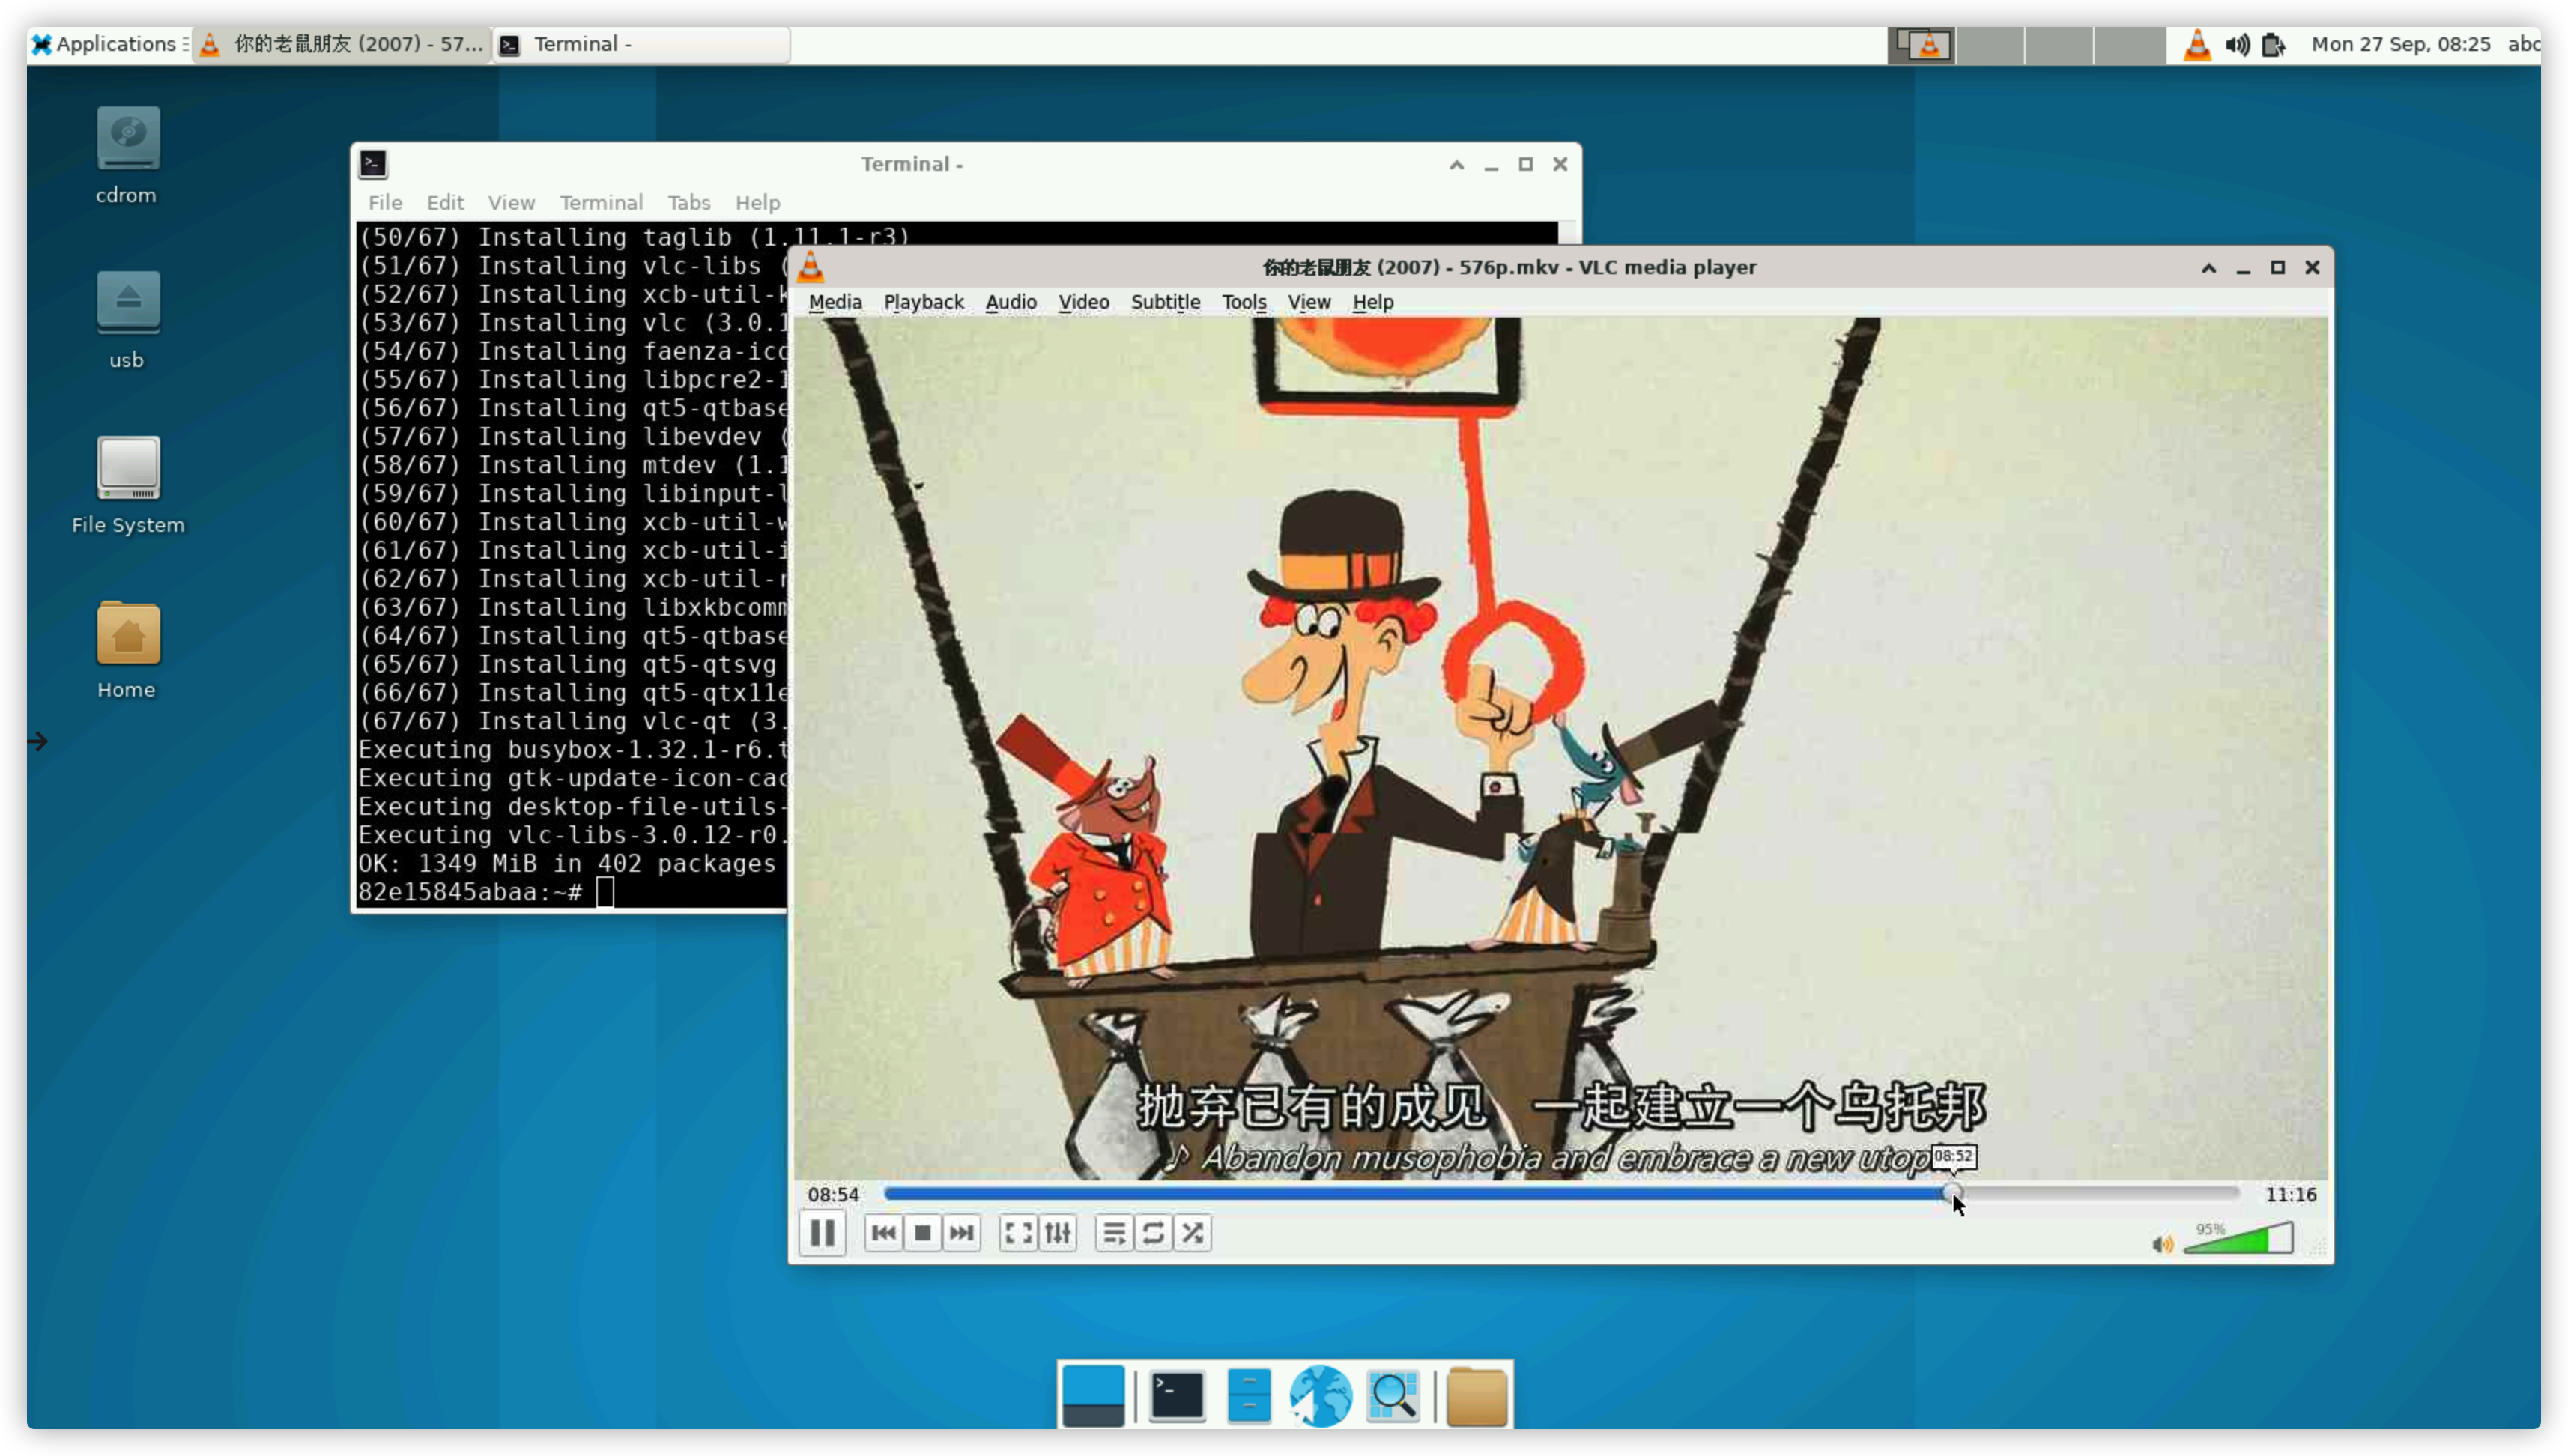 Applications
你的老鼠朋友 (2007) - 57...
Terminal -
Mon 27 Sep, 08:25
abc
cdrom
usb
File System
Home
Terminal -
File Edit View Terminal Tabs Help
(50/67) Installing taglib (1.11.1-r3)
(51/67) Installing vlc-libs (
(52/67) Installing xcb-util-k
(53/67) Installing vlc (3.0.1
(54/67) Installing faenza-ico
(55/67) Installing libpcre2-1
(56/67) Installing qt5-qtbase
(57/67) Installing libevdev (
(58/67) Installing mtdev (1.1
(59/67) Installing libinput-l
(60/67) Installing xcb-util-w
(61/67) Installing xcb-util-i
(62/67) Installing xcb-util-r
(63/67) Installing libxkbcomm
(64/67) Installing qt5-qtbase
(65/67) Installing qt5-qtsvg
(66/67) Installing qt5-qtx11e
(67/67) Installing vlc-qt (3.
Executing busybox-1.32.1-r6.t
Executing gtk-update-icon-cac
Executing desktop-file-utils-
Executing vlc-libs-3.0.12-r0.
OK: 1349 MiB in 402 packages
82e15845abaa:~#
你的老鼠朋友 (2007) - 576p.mkv - VLC media player
Media Playback Audio Video Subtitle Tools View Help
抛弃已有的成见 一起建立一个乌托邦
♪ Abandon musophobia and embrace a new utop
08:52
08:54
11:16
95%